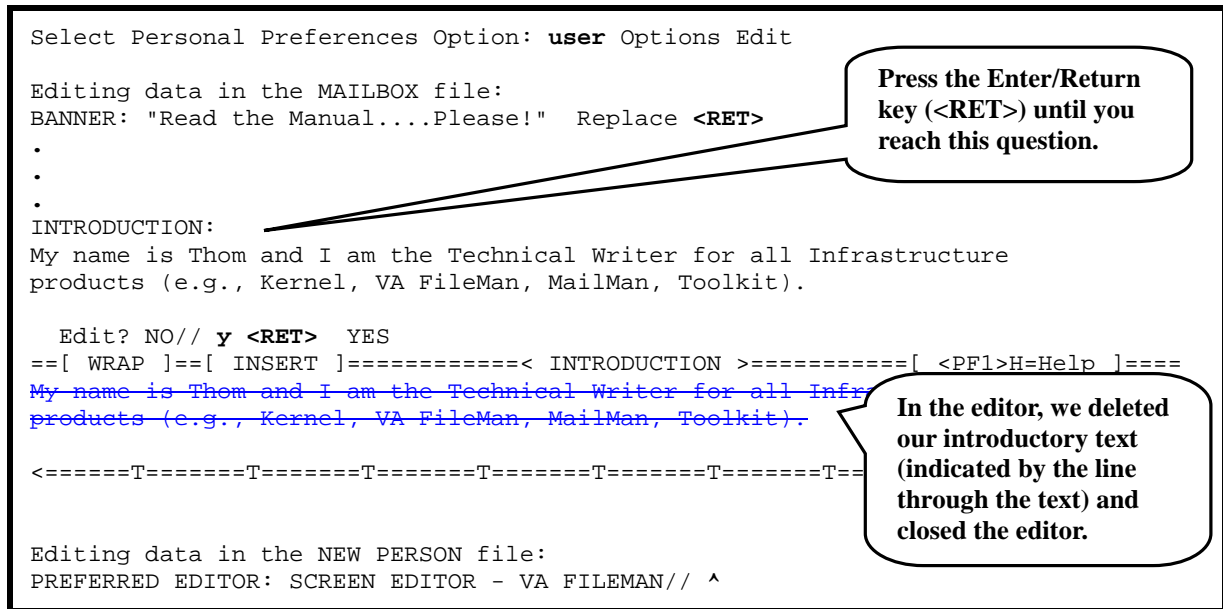 Select Personal Preferences Option: user Options Edit
Editing data in the MAILBOX file:
BANNER: "Read the Manual....Please!"  Replace <RET>
.
.
.
Press the Enter/Return
key (<RET>) until you
reach this question.
INTRODUCTION:
My name is Thom and I am the Technical Writer for all Infrastructure
products (e.g., Kernel, VA FileMan, MailMan, Toolkit).
Edit? NO// y <RET>  YES
==[ WRAP ]==[ INSERT ]============< INTRODUCTION >===========[ <PF1>H=Help ]====
My name is Thom and I am the Technical Writer for all Infra
products (e.g., Kernel, VA FileMan, MailMan, Toolkit).
In the editor, we deleted
our introductory text
(indicated by the line
through the text) and
closed the editor.
<======T=======T=======T=======T=======T=======T=======T==
Editing data in the NEW PERSON file:
PREFERRED EDITOR: SCREEN EDITOR - VA FILEMAN// ^